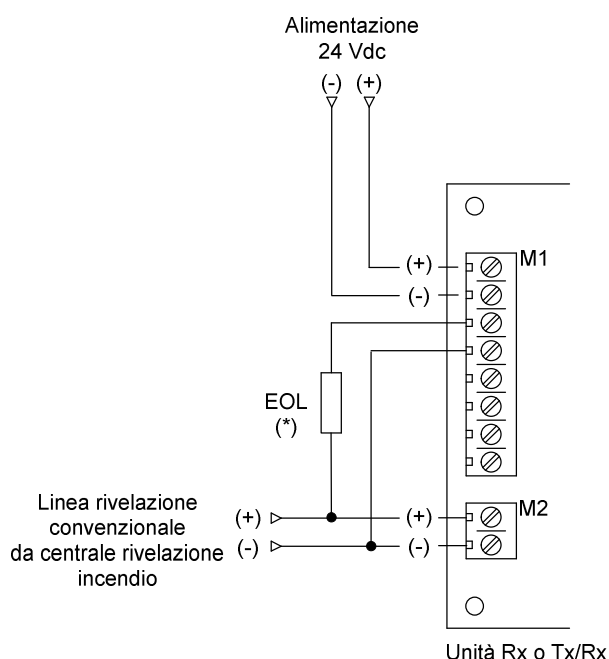 Alimentazione
24 Vdc
(-) (+)
M1
(+)
(-)
EOL
(*)
Linea rivelazione
convenzionale
da centrale rivelazione
incendio
(+) (+)
(-) (-)
M2
Unità Rx o Tx/Rx